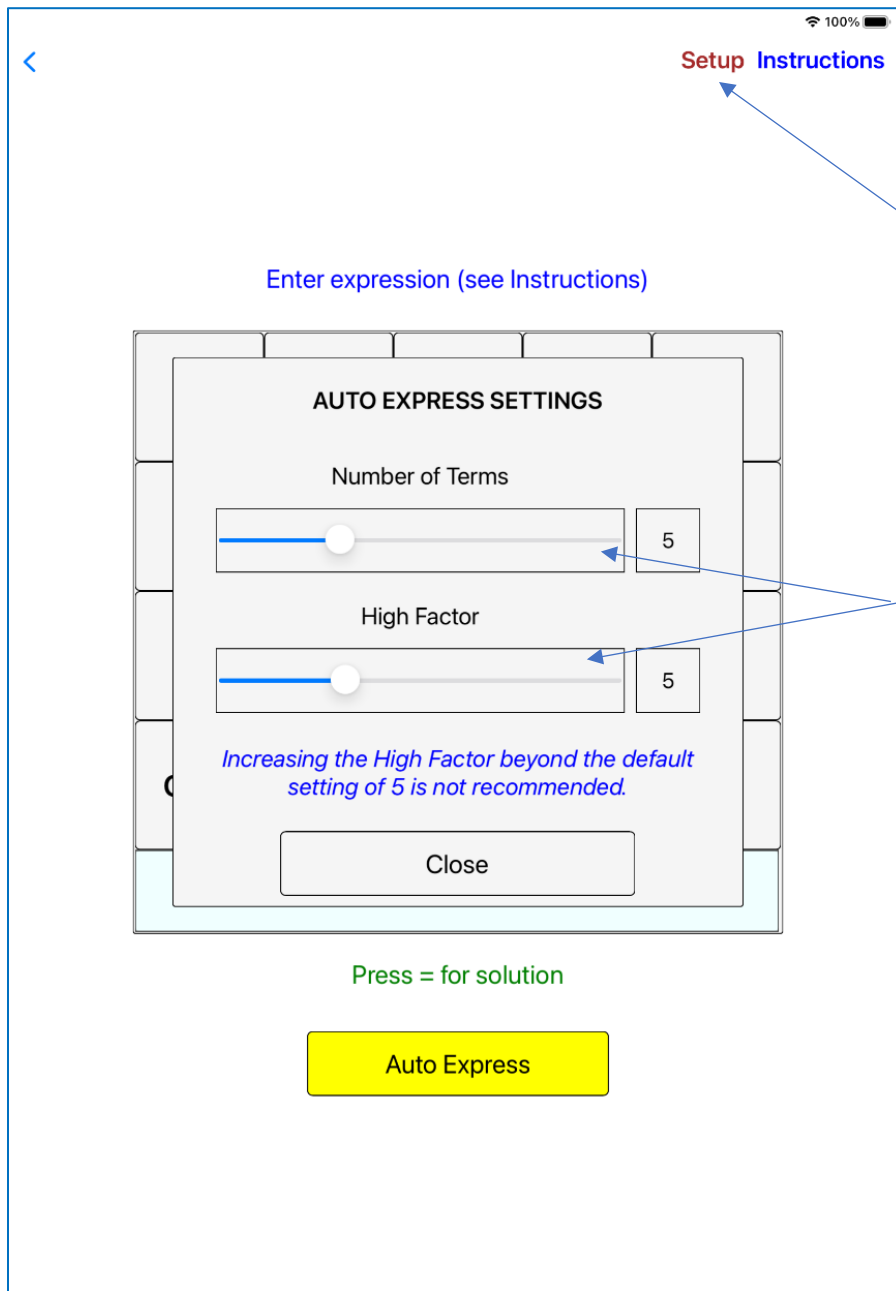 100%
Setup Instructions
Enter expression (see Instructions)
AUTO EXPRESS SETTINGS
Number of Terms
5
High Factor
5
Increasing the High Factor beyond the default
setting of 5 is not recommended.
Close
Press = for solution
Auto Express